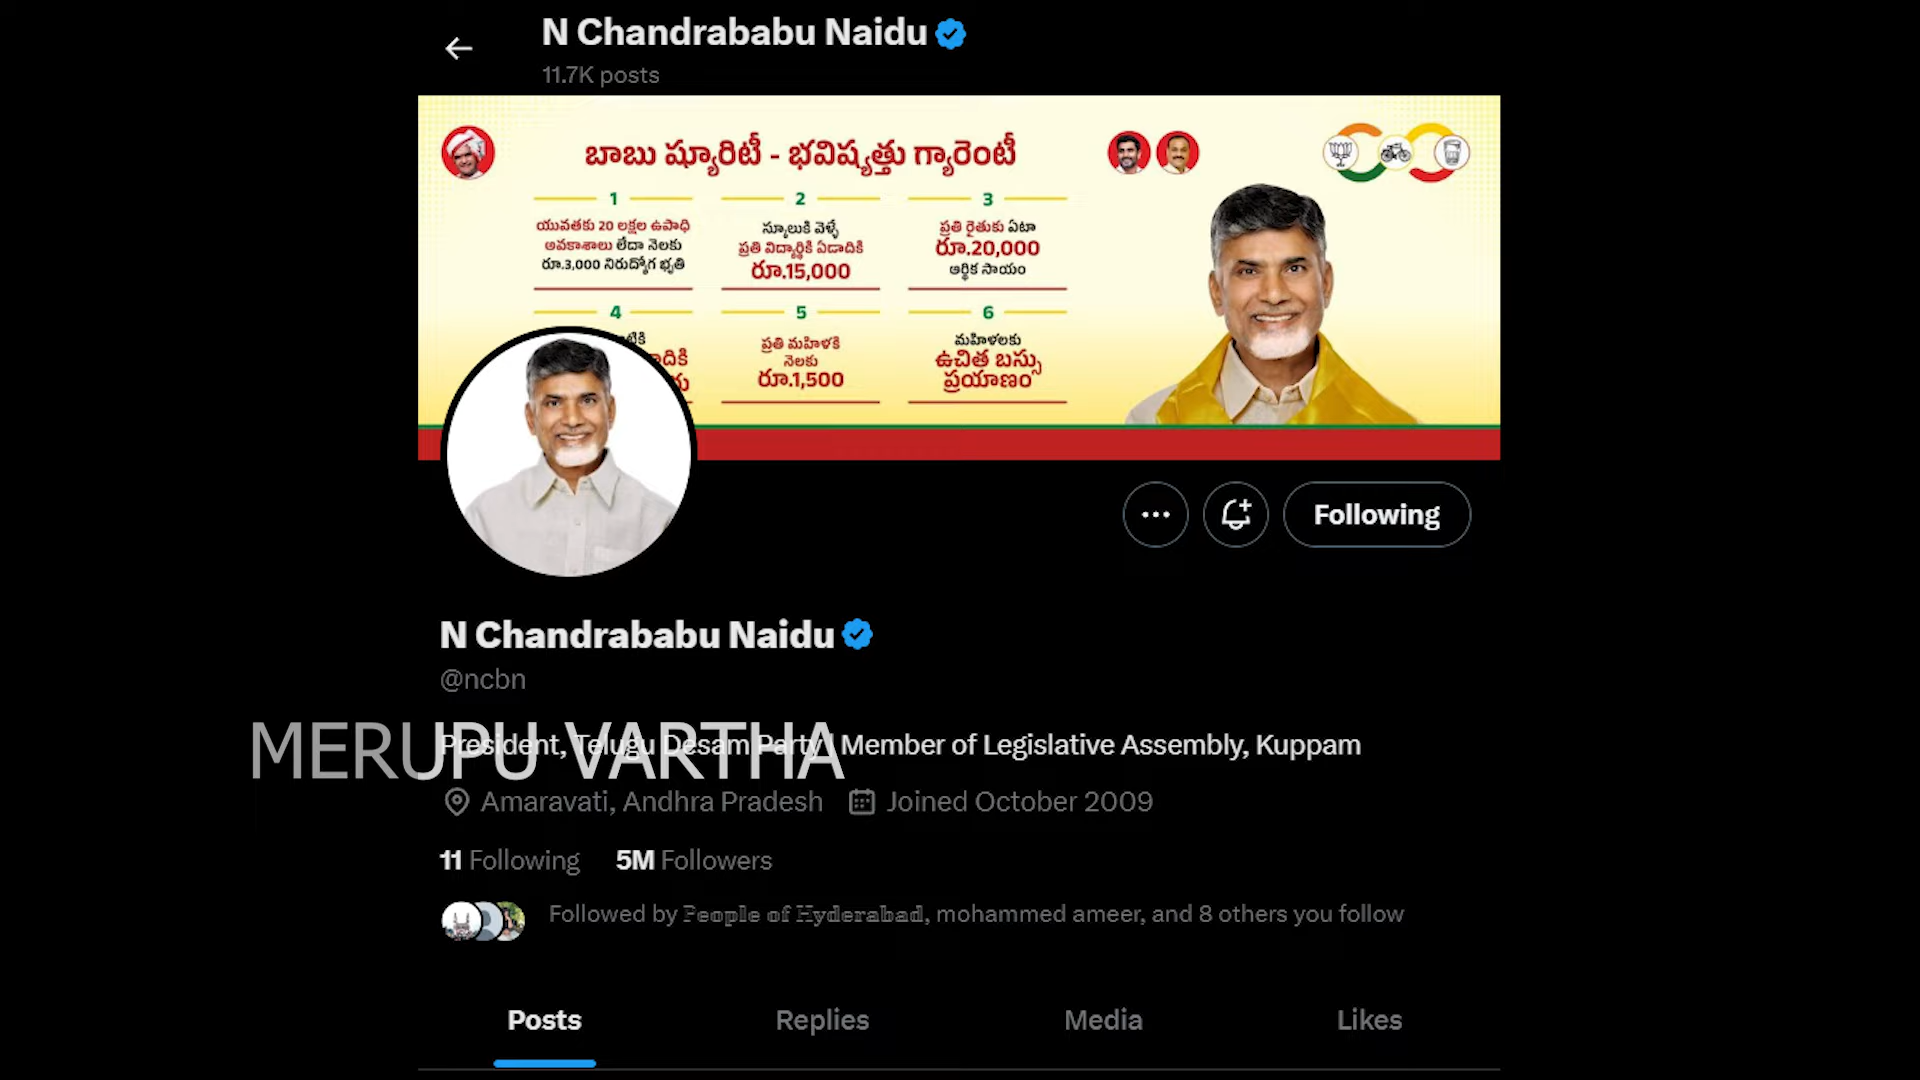 N Chandrababu Naidu
11.7K posts
బాబు ష్యూరిటీ - భవిష్యత్తు గ్యారెంటీ
1
యువతకు 20 లక్షల ఉపాధి
అవకాశాలు లేదా నెలకు
రూ.3,000 నిరుద్యోగ భృతి
2
స్కూలుకి వెళ్ళే
ప్రతి విద్యార్థికి ఏడాదికి
రూ.15,000
3
ప్రతి రైతుకు ఏటా
రూ.20,000
ఆర్థిక సాయం
4
5
ప్రతి మహిళకి
నెలకు
రూ.1,500
6
మహిళలకు
ఉచిత బస్సు
ప్రయాణం
Following
N Chandrababu Naidu
@ncbn
MERUPU VARTHA
President, Telugu Desam Party | Member of Legislative Assembly, Kuppam
Amaravati, Andhra Pradesh Joined October 2009
11 Following 5M Followers
Followed by People of Hyderabad, mohammed ameer, and 8 others you follow
Posts Replies Media Likes